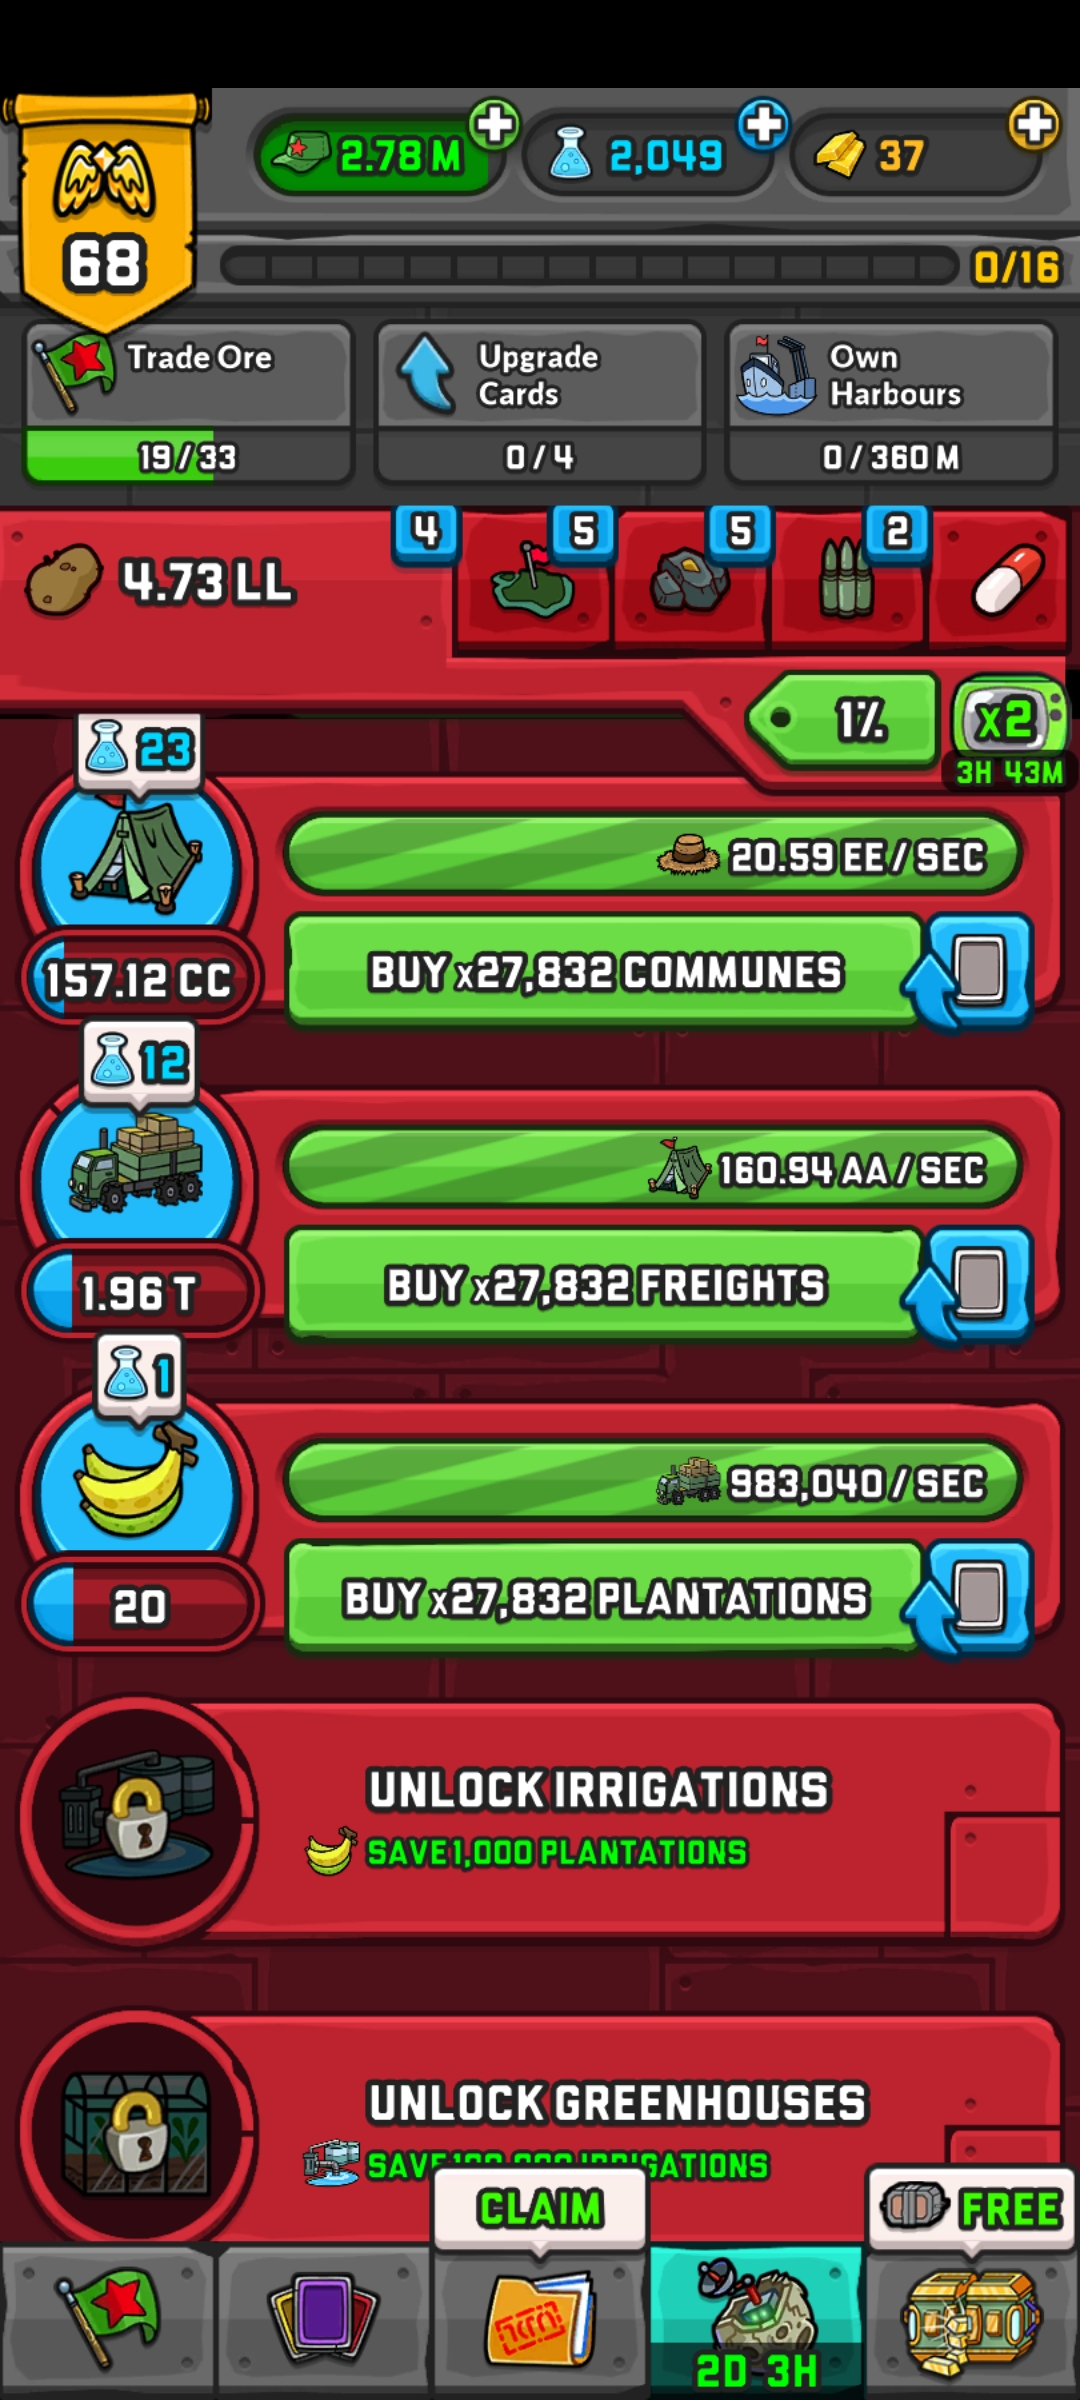 2.78 M
2,049
37
68
0/16
Trade Ore
19/33
Upgrade
Cards
0/4
Own
Harbours
0/360 M
4.73 LL
4
5
5
2
1%
x2
3H 43M
23
20.59 EE/SEC
157.12 CC
BUY x27,832 COMMUNES
12
160.94 AA/SEC
1.96 T
BUY x27,832 FREIGHTS
1
983,040/SEC
20
BUY x27,832 PLANTATIONS
UNLOCK IRRIGATIONS
SAVE 1,000 PLANTATIONS
UNLOCK GREENHOUSES
SAVE 100,000 IRRIGATIONS
CLAIM
FREE
2D 3H